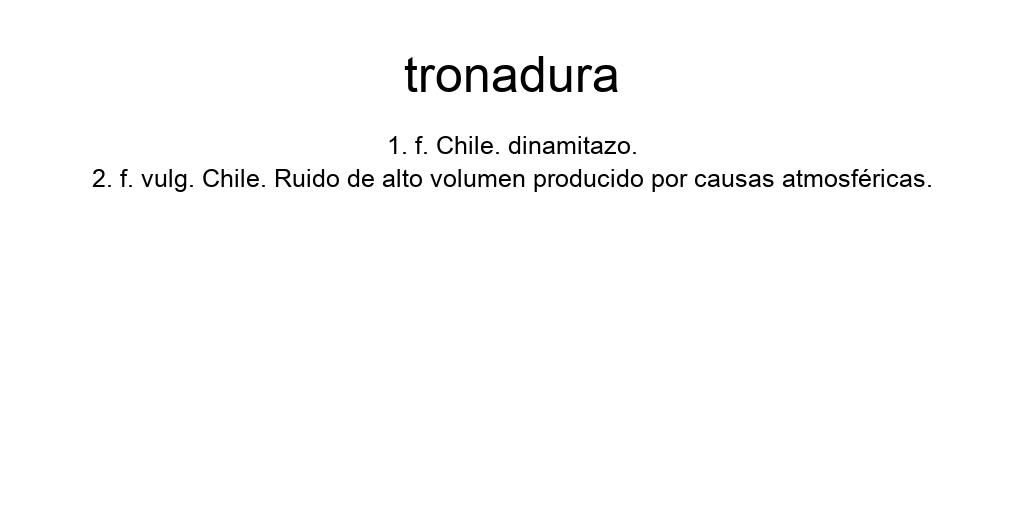 tronadura
1. f. Chile. dinamitazo.
2. f. vulg. Chile. Ruido de alto volumen producido por causas atmosféricas.